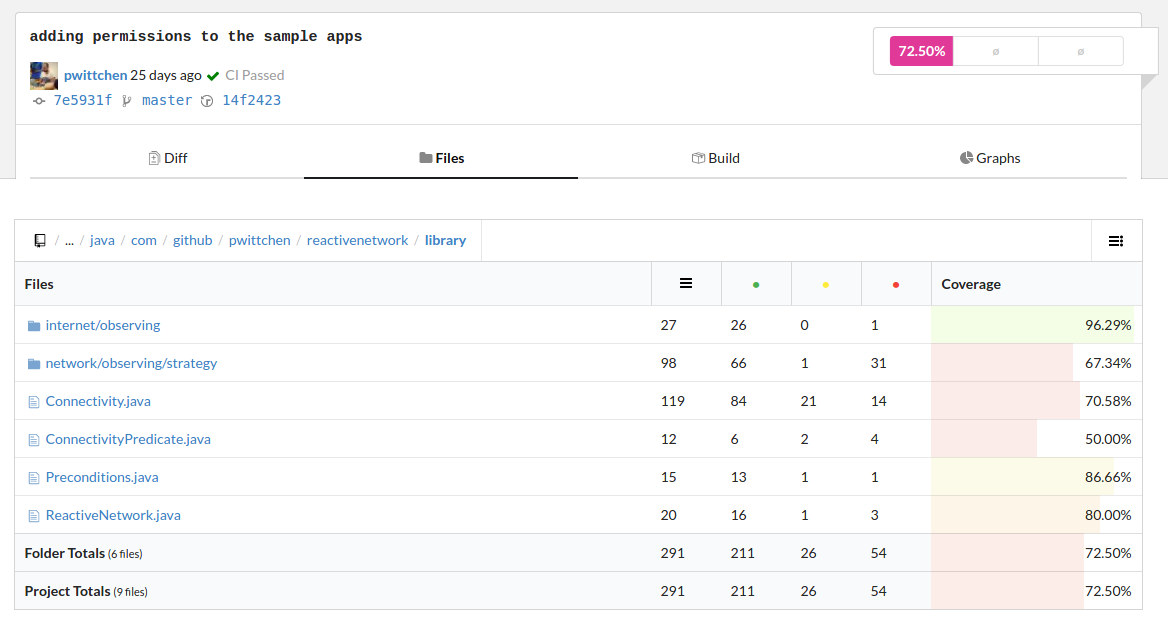 adding permissions to the sample apps
72.50% ø ø
pwittchen 25 days ago CI Passed
7e5931f master 14f2423
Diff Files Build Graphs
/ ... / java / com / github / pwittchen / reactivenetwork / library
Files Coverage
internet/observing 27 26 0 1 96.29%
network/observing/strategy 98 66 1 31 67.34%
Connectivity.java 119 84 21 14 70.58%
ConnectivityPredicate.java 12 6 2 4 50.00%
Preconditions.java 15 13 1 1 86.66%
ReactiveNetwork.java 20 16 1 3 80.00%
Folder Totals (6 files) 291 211 26 54 72.50%
Project Totals (9 files) 291 211 26 54 72.50%